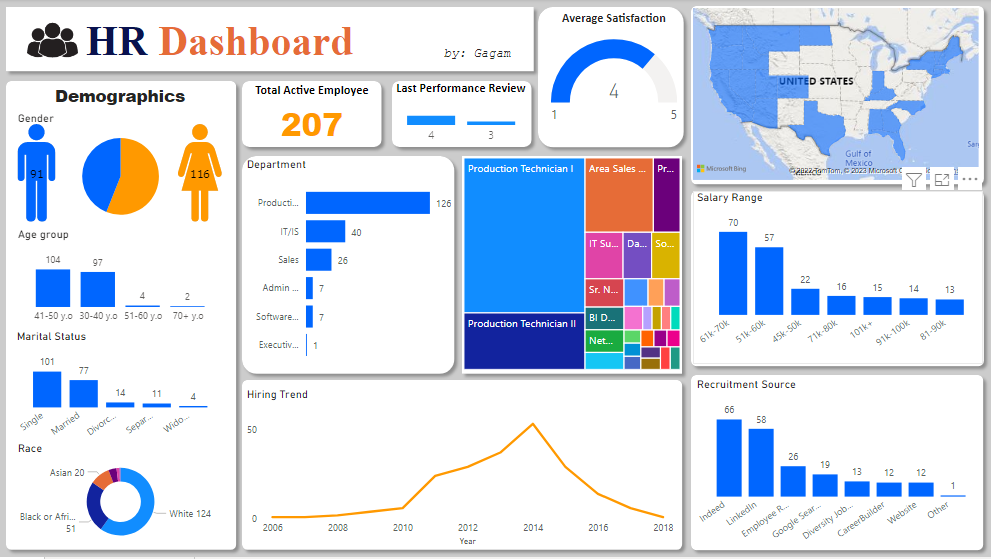 HR Dashboard
by: Gagam
Demographics
Gender
91
116
Age group
104
97
4
2
41-50 y.o
30-40 y.o
51-60 y.o
70+ y.o
Marital Status
101
77
14
11
4
Single
Married
Divorc...
Separ...
Wido...
Race
Asian 20
Black or Afri...
51
White 124
Total Active Employee
207
Last Performance Review
4
3
Average Satisfaction
4
1
5
Department
Producti...
126
IT/IS
40
Sales
26
Admin ...
7
Software...
7
Executiv...
1
Production Technician I
Production Technician II
Area Sales ...
Pr...
IT Su...
Da...
So...
Sr. N...
BI D...
Net...
Hiring Trend
50
0
2006
2008
2010
2012
2014
2016
2018
Year
UNITED STATES
Gulf of
Mexico
San
Microsoft Bing
© 2023 TomTom, © 2023 Microsoft C
Salary Range
70
57
22
16
15
14
13
61k-70k
51k-60k
45k-50k
71k-80k
101k+
91k-100k
81-90k
Recruitment Source
66
58
26
19
13
12
12
1
Indeed
LinkedIn
Employee R...
Google Sear...
Diversity Job...
CareerBuilder
Website
Other